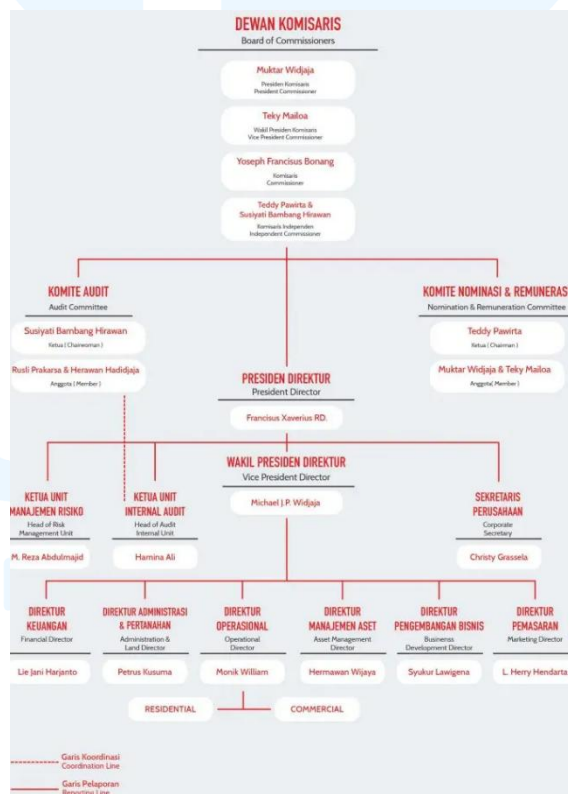 DEWAN KOMISARIS
Board of Commissioners
Muktar Widjaja
Presiden Komisaris
President Commissioner
Teky Mailoa
Wakil Presiden Komisaris
Vice President Commissioner
Yoseph Francisus Bonang
Komisaris
Commissioner
Teddy Pawirta &
Susiyati Bambang Hirawan
Komisaris Independen
Independent Commissioner
KOMITE AUDIT
Audit Committee
Susiyati Bambang Hirawan
Ketua ( Chairwoman )
Rusli Prakarsa & Herawan Hadidjaja
Anggota ( Member )
KOMITE NOMINASI & REMUNERAS
Nomination & Remuneration Committee
Teddy Pawirta
Ketua ( Chairman )
Muktar Widjaja & Teky Mailoa
Anggota( Member )
PRESIDEN DIREKTUR
President Director
Francisus Xaverius RD.
WAKIL PRESIDEN DIREKTUR
Vice President Director
Michael J.P. Widjaja
KETUA UNIT
MANAJEMEN RISIKO
Head of Risk
Management Unit
M. Reza Abdulmajid
KETUA UNIT
INTERNAL AUDIT
Head of Audit
Internal Unit
Hamina Ali
SEKRETARIS
PERUSAHAAN
Corporate
Secretary
Christy Grassela
DIREKTUR
KEUANGAN
Financial Director
Lie Jani Harjanto
DIREKTUR ADMINISTRASI
& PERTANAHAN
Administration &
Land Director
Petrus Kusuma
DIREKTUR
OPERASIONAL
Operational
Director
Monik William
DIREKTUR
MANAJEMEN ASET
Asset Management
Director
Hermawan Wijaya
DIREKTUR
PENGEMBANGAN BISNIS
Businenss
Development Director
Syukur Lawigena
DIREKTUR
PEMASARAN
Marketing Director
L. Herry Hendarta
RESIDENTIAL
COMMERCIAL
Garis Koordinasi
Coordination Line
Garis Pelaporan
Reporting Line